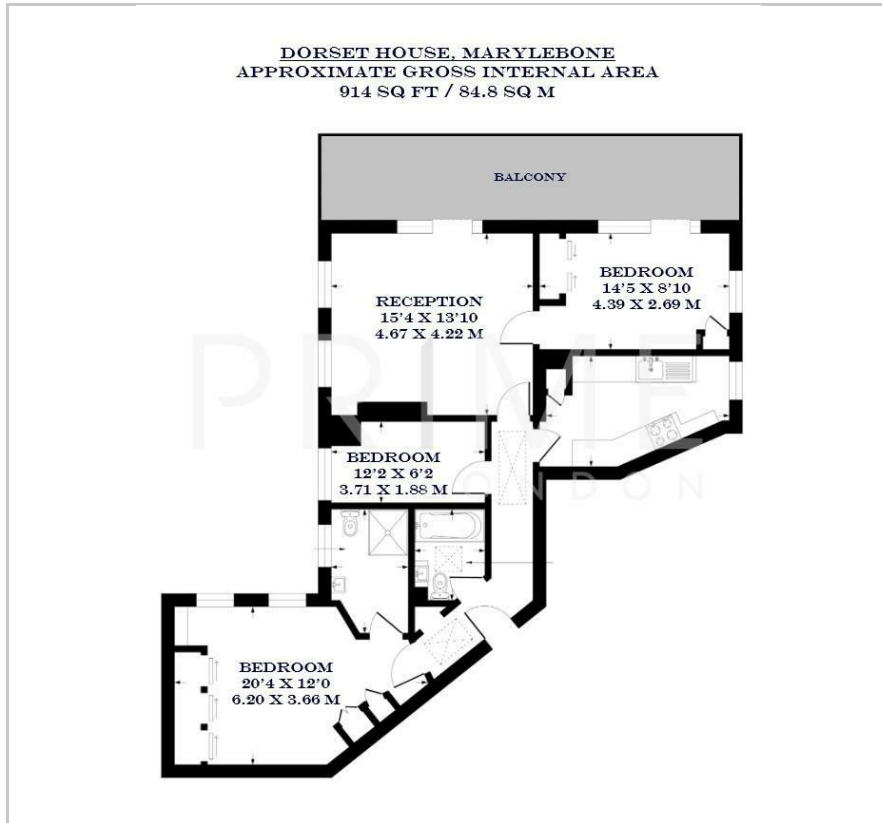 DORSET HOUSE, MARYLEBONE
APPROXIMATE GROSS INTERNAL AREA
914 SQ FT / 84.8 SQ M
BALCONY
BEDROOM
14'5 X 8'10
4.39 X 2.69 M
RECEPTION
15'4 X 13'10
4.67 X 4.22 M
PRIME
LONDON
BEDROOM
12'2 X 6'2
3.71 X 1.88 M
BEDROOM
20'4 X 12'0
6.20 X 3.66 M